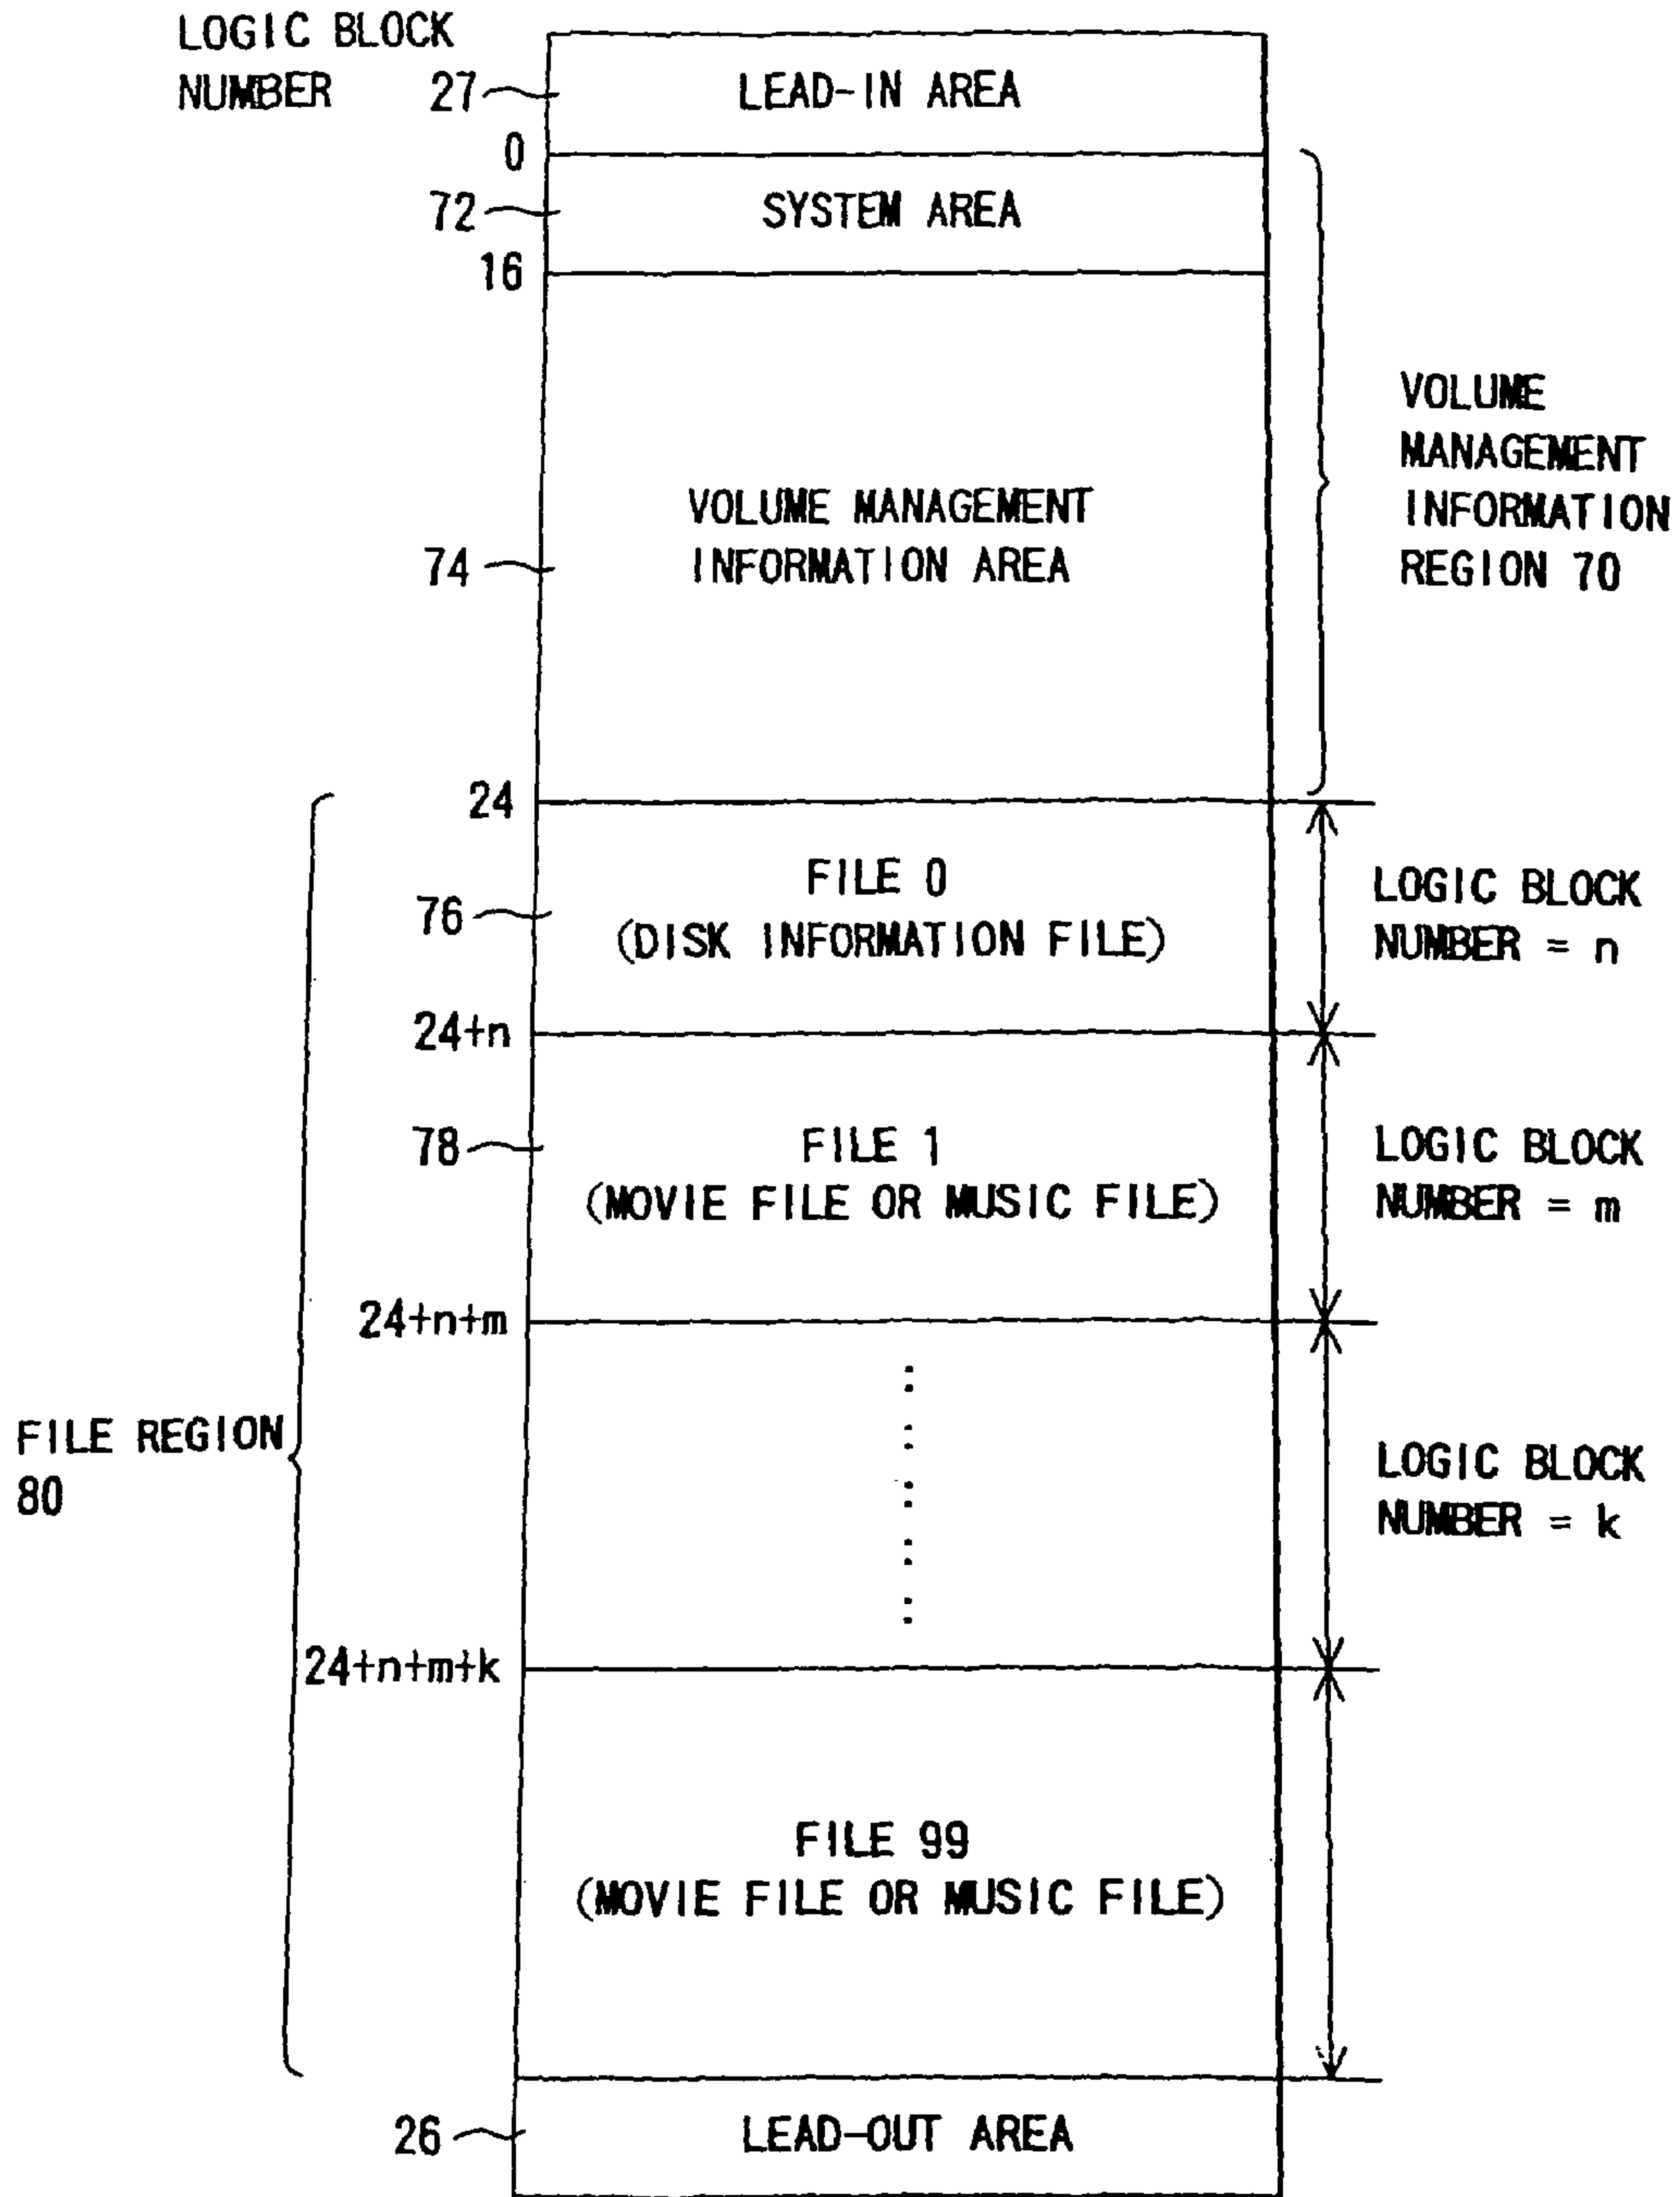 LOGIC BLOCK
NUMBER
27
LEAD-IN AREA
0
72
SYSTEM AREA
16
VOLUME
MANAGEMENT
INFORMATION
REGION 70
VOLUME MANAGEMENT
INFORMATION AREA
74
24
FILE 0
(DISK INFORMATION FILE)
76
LOGIC BLOCK
NUMBER = n
24+n
78
FILE 1
(MOVIE FILE OR MUSIC FILE)
LOGIC BLOCK
NUMBER = m
24+n+m
FILE REGION
80
LOGIC BLOCK
NUMBER = k
24+n+m+k
FILE 99
(MOVIE FILE OR MUSIC FILE)
26
LEAD-OUT AREA